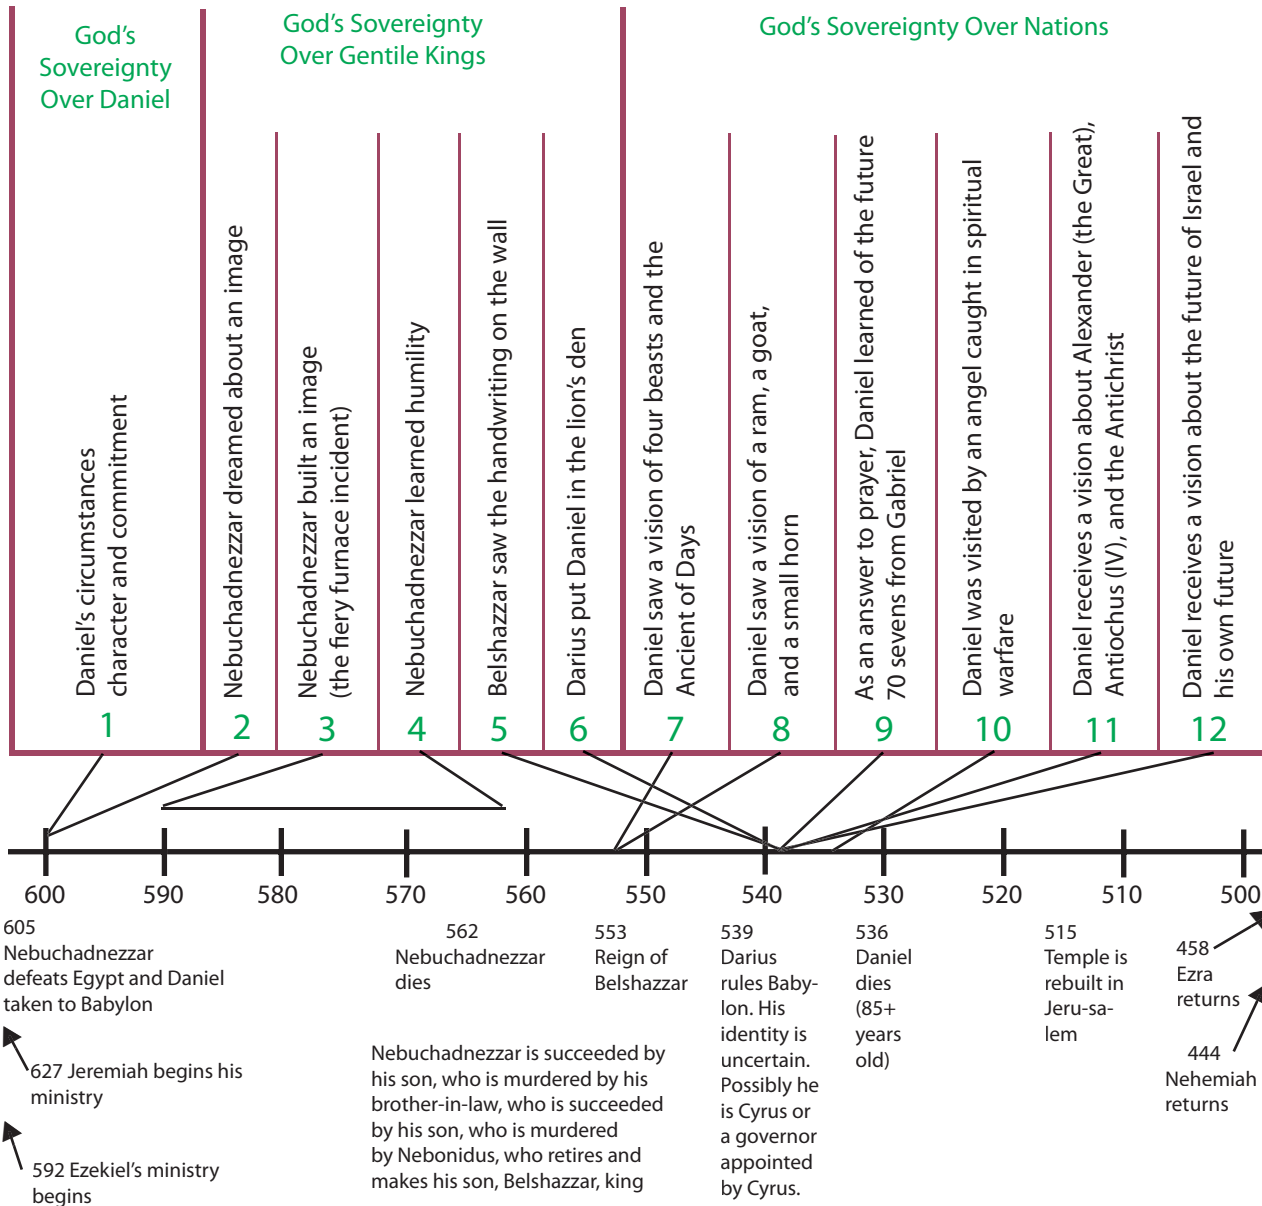 God's
Sovereignty
Over Daniel
God's Sovereignty
Over Gentile Kings
God's Sovereignty Over Nations
Daniel's circumstances
character and commitment
Nebuchadnezzar dreamed about an image
Nebuchadnezzar built an image
(the fiery furnace incident)
Nebuchadnezzar learned humility
Belshazzar saw the handwriting on the wall
Darius put Daniel in the lion's den
Daniel saw a vision of four beasts and the
Ancient of Days
Daniel saw a vision of a ram, a goat,
and a small horn
As an answer to prayer, Daniel learned of the future
70 sevens from Gabriel
Daniel was visited by an angel caught in spiritual
warfare
Daniel receives a vision about Alexander (the Great),
Antiochus (IV), and the Antichrist
Daniel receives a vision about the future of Israel and
his own future
1 2 3 4 5 6 7 8 9 10 11 12
600 590 580 570 560 550 540 530 520 510 500
605
Nebuchadnezzar
defeats Egypt and Daniel
taken to Babylon
627 Jeremiah begins his
ministry
592 Ezekiel's ministry
begins
562
Nebuchadnezzar
dies
Nebuchadnezzar is succeeded by
his son, who is murdered by his
brother-in-law, who is succeeded
by his son, who is murdered
by Nebonidus, who retires and
makes his son, Belshazzar, king
553
Reign of
Belshazzar
539
Darius
rules Baby-
lon. His
identity is
uncertain.
Possibly he
is Cyrus or
a governor
appointed
by Cyrus.
536
Daniel
dies
(85+
years
old)
515
Temple is
rebuilt in
Jeru-sa-
lem
458
Ezra
returns
444
Nehemiah
returns